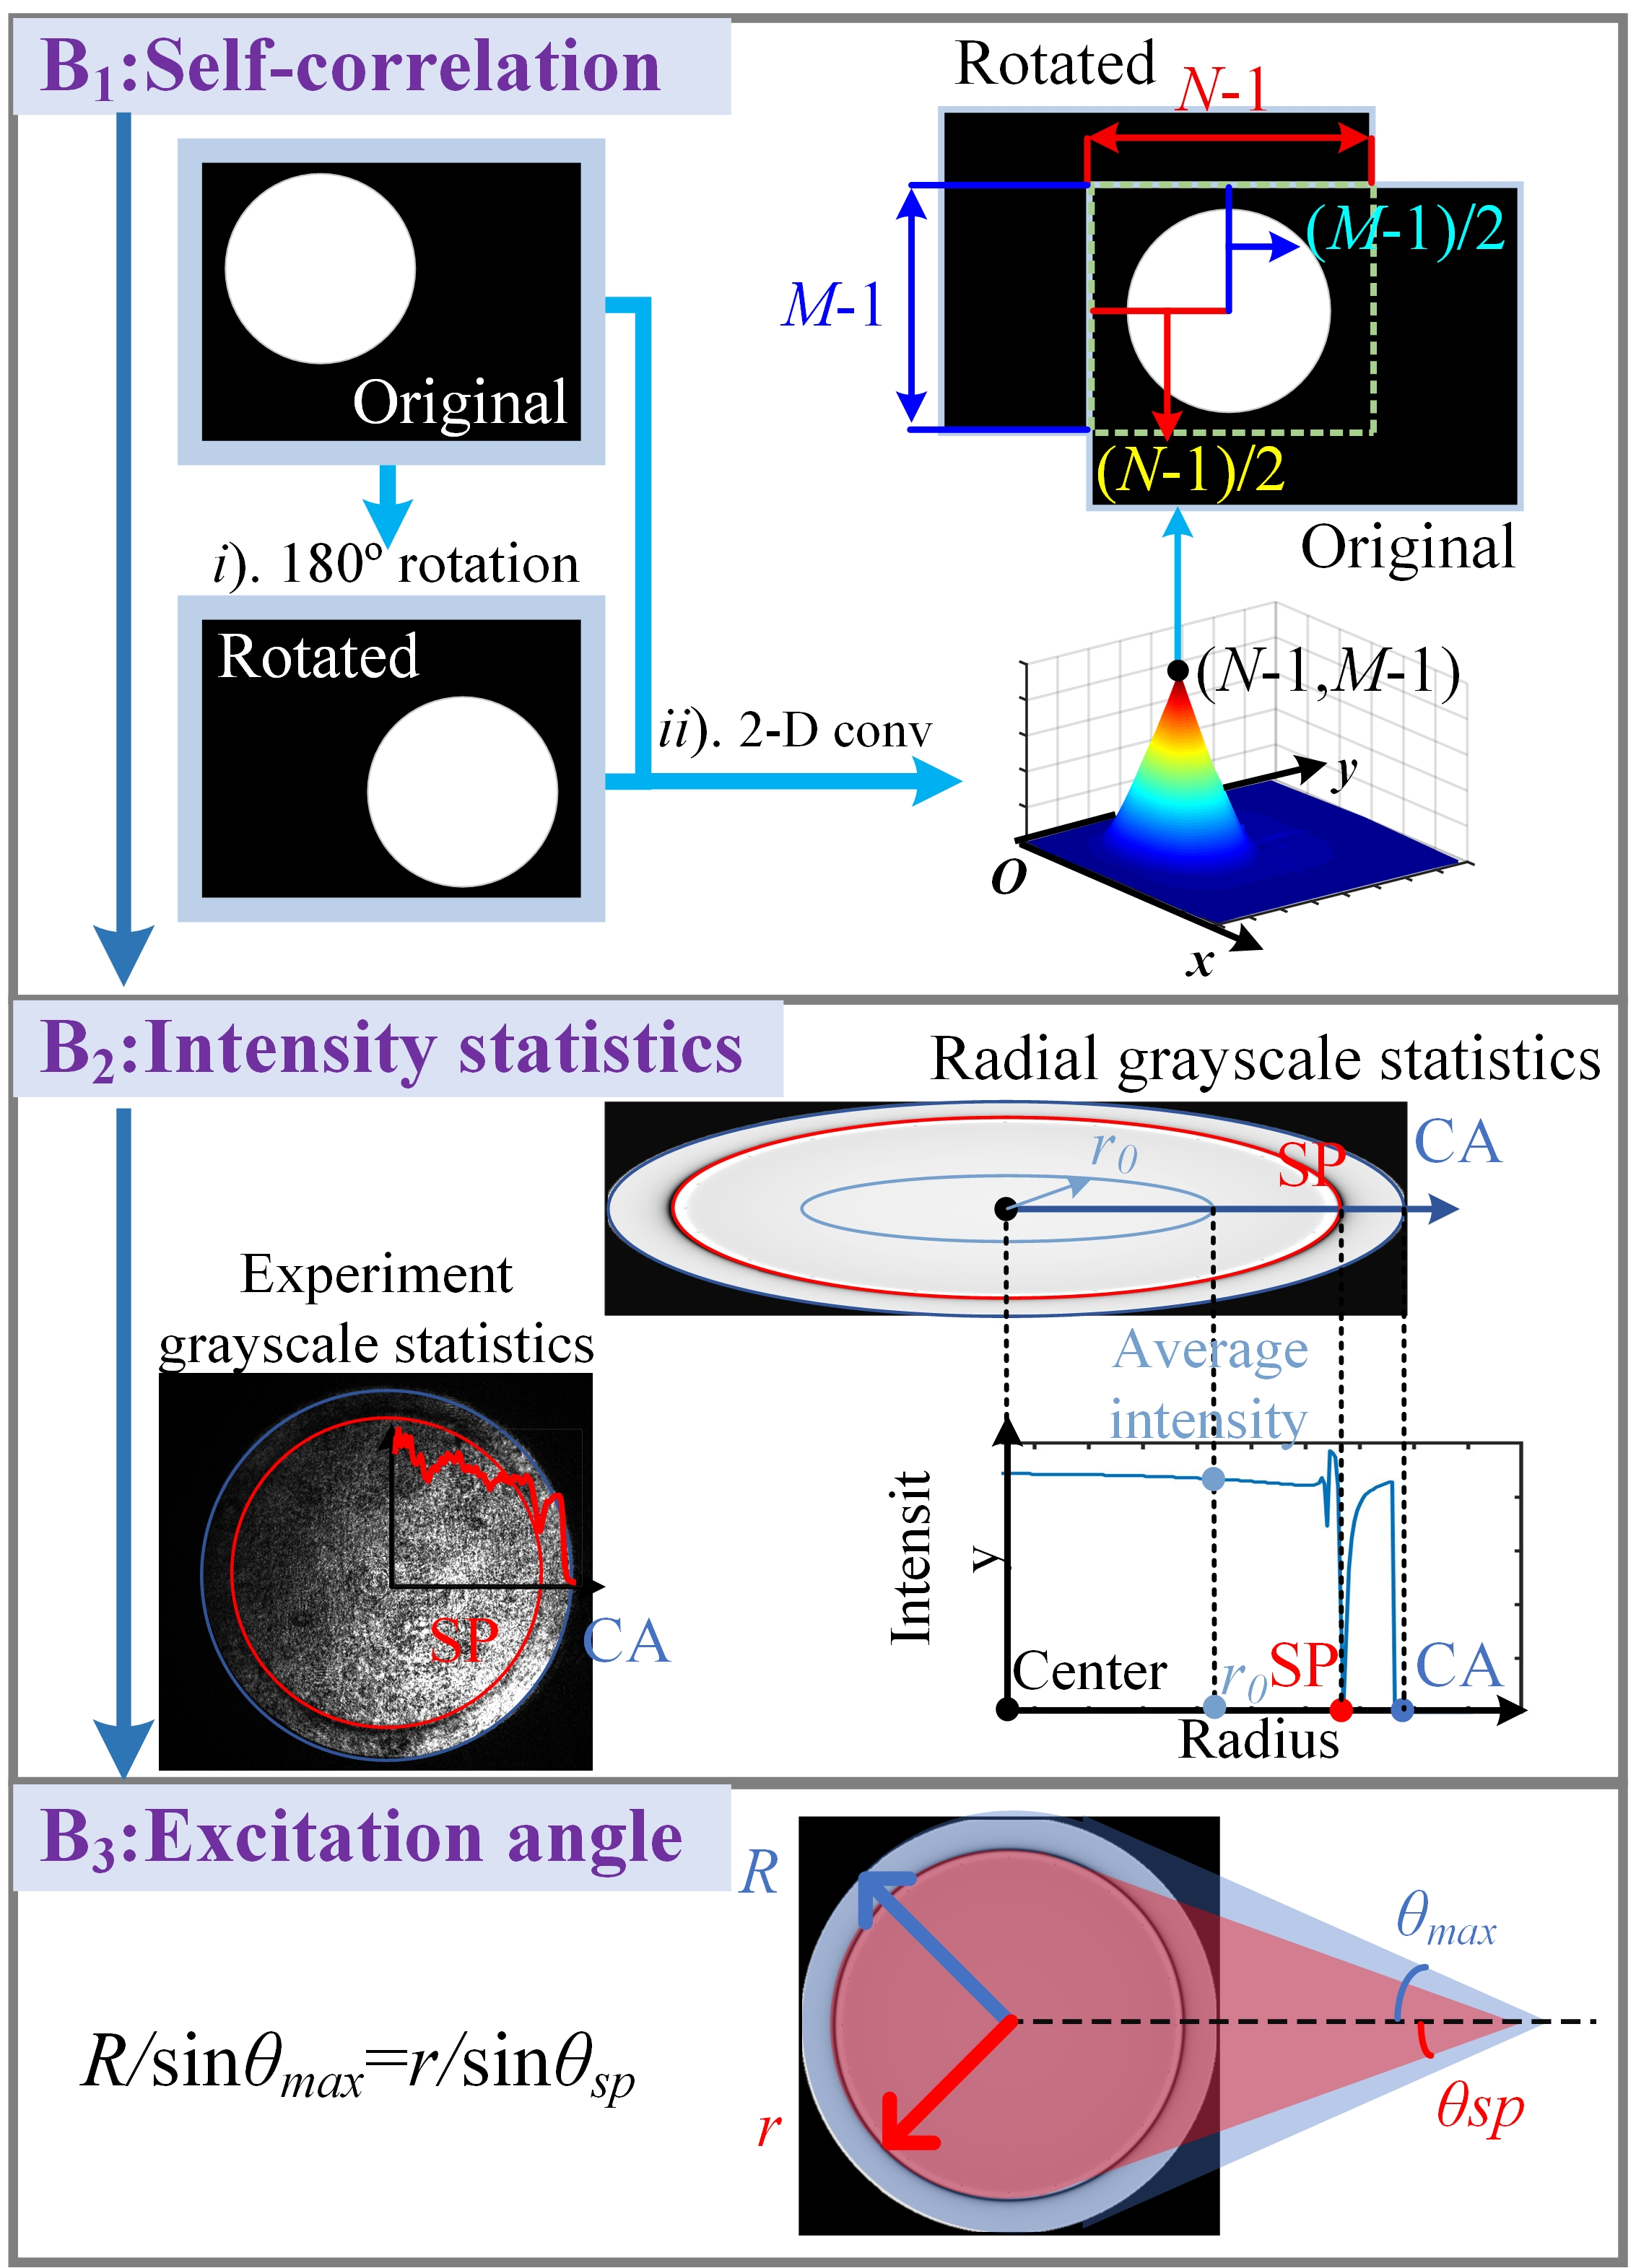 B₁:Self-correlation
Rotated
N-1
(M-1)/2
M-1
Original
(N-1)/2
Original
i). 180º rotation
Rotated
(N-1,M-1)
ii). 2-D conv
y
O
x
B₂:Intensity statistics
Radial grayscale statistics
r₀
SP
CA
Experiment
grayscale statistics
Average
intensity
Intensit
y
SP
CA
Center
r₀
SP
CA
Radius
B₃:Excitation angle
R
θmax
R/sinθmax=r/sinθsp
r
θsp